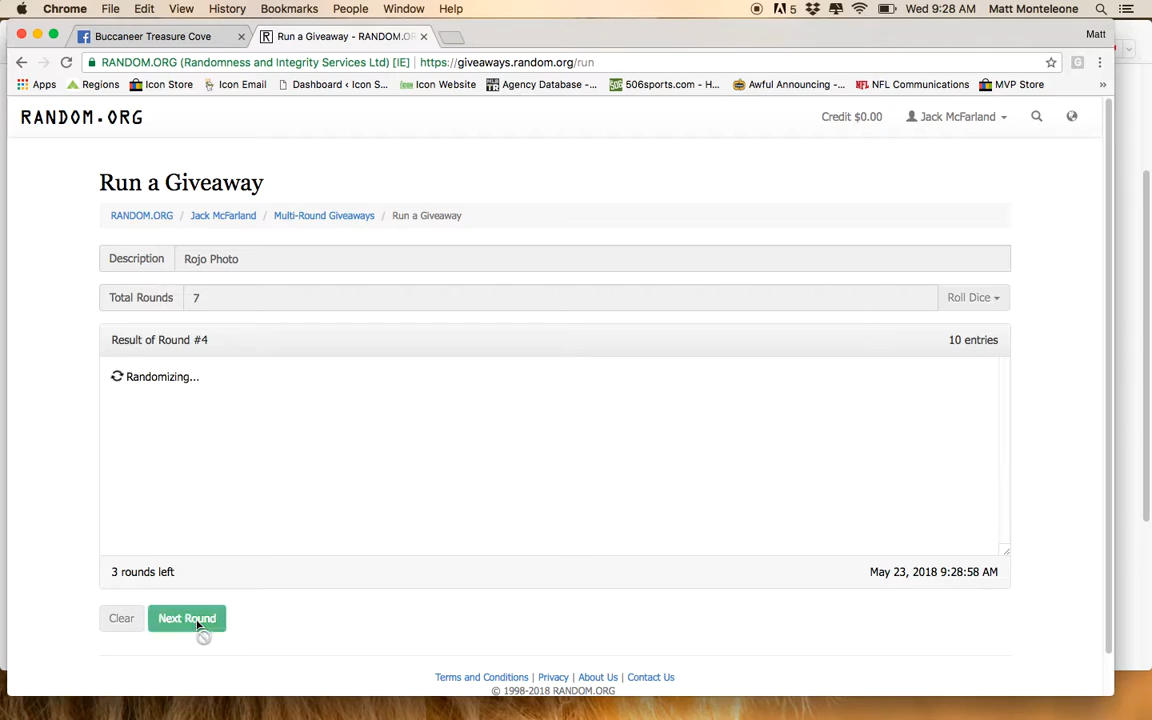 Chrome File Edit View History Bookmarks People Window Help 5 Wed 9:28 AM Matt Monteleone
Buccaneer Treasure Cove Run a Giveaway - RANDOM.OR Matt
RANDOM.ORG (Randomness and Integrity Services Ltd) [IE] https://giveaways.random.org/run
Apps Regions Icon Store Icon Email Dashboard ‹ Icon S... Icon Website Agency Database -... 506sports.com - H... Awful Announcing -... NFL Communications MVP Store »
RANDOM.ORG Credit $0.00 Jack McFarland
Run a Giveaway
RANDOM.ORG / Jack McFarland / Multi-Round Giveaways / Run a Giveaway
Description Rojo Photo
Total Rounds 7 Roll Dice
Result of Round #4 10 entries
Randomizing...
3 rounds left May 23, 2018 9:28:58 AM
Clear Next Round
Terms and Conditions | Privacy | About Us | Contact Us
© 1998-2018 RANDOM.ORG